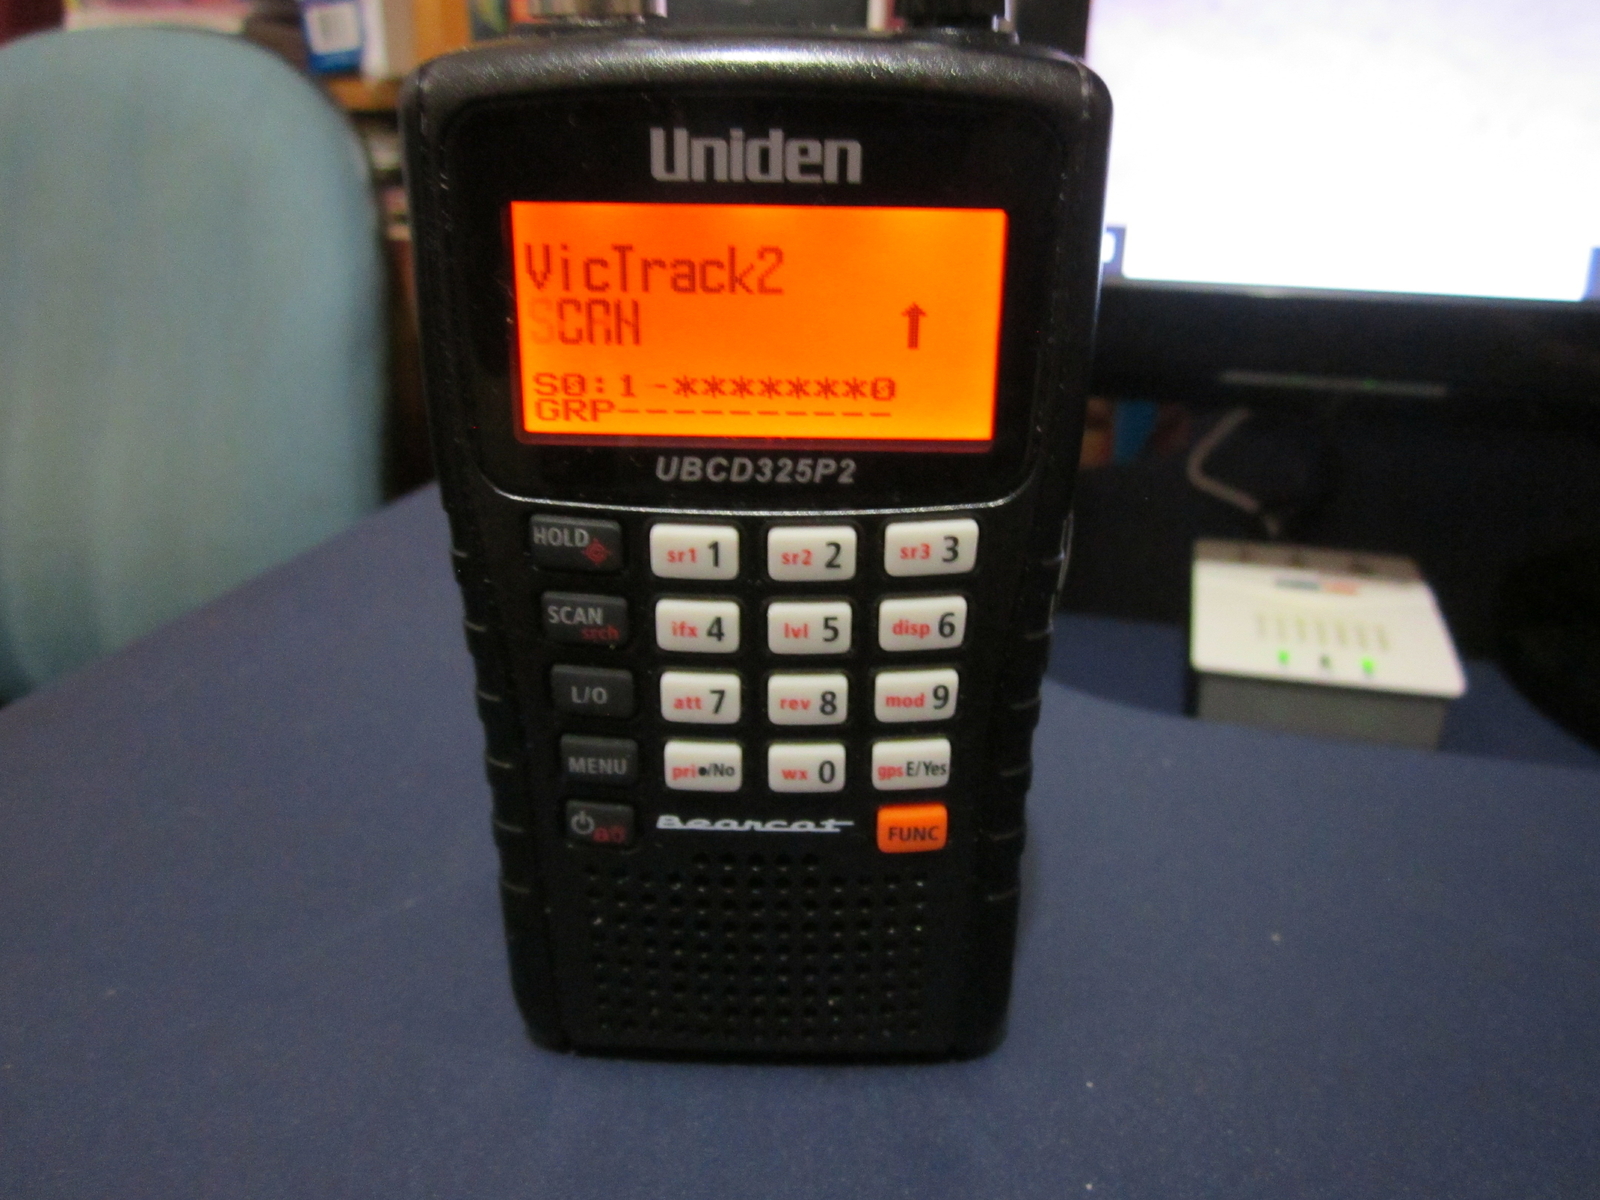 Uniden
VicTrack2
SCAN ↑
S0:1-*******0
GRP----------
UBCD325P2
HOLD sr1 1 sr2 2 sr3 3
SCAN srch ifx 4 lvl 5 disp 6
L/O att 7 rev 8 mod 9
MENU pri •/No wx 0 gps E/Yes
Bearcat FUNC